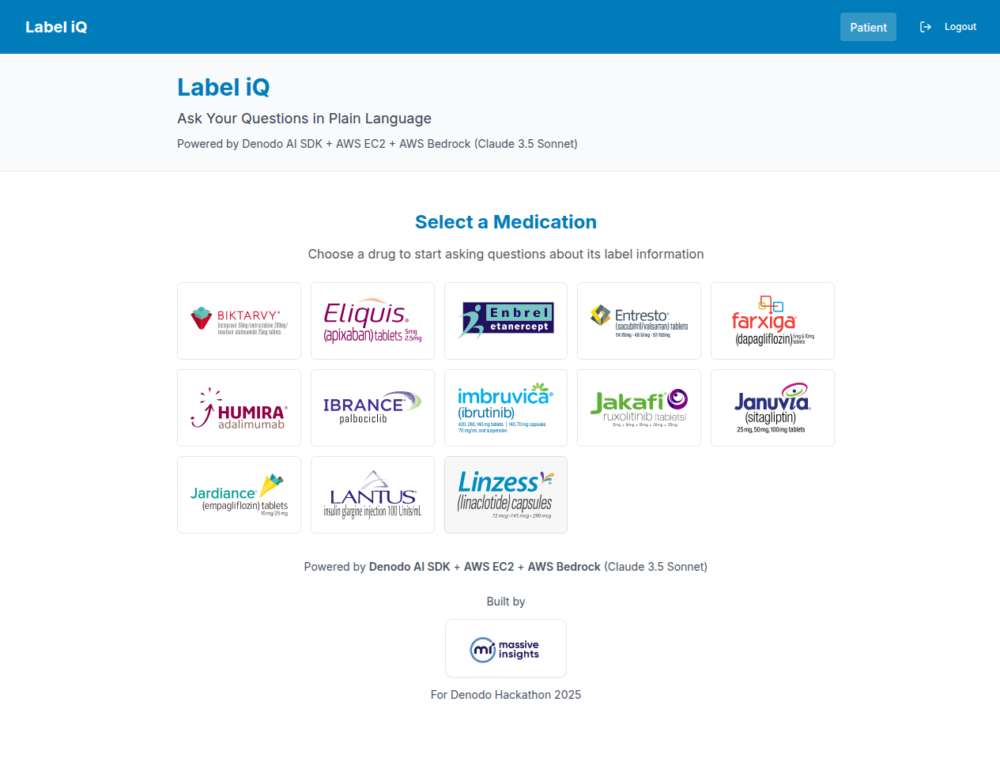 Label iQ
Patient
Logout
Label iQ
Ask Your Questions in Plain Language
Powered by Denodo AI SDK + AWS EC2 + AWS Bedrock (Claude 3.5 Sonnet)
Select a Medication
Choose a drug to start asking questions about its label information
BIKTARVY®
bictegravir 50mg/emtricitabine 200mg/
tenofovir alafenamide 25mg tablets
Eliquis®
(apixaban) tablets 5mg
2.5mg
Enbrel
etanercept
Entresto®
(sacubitril/valsartan) tablets
24|26mg • 49|51mg • 97|103mg
farxiga®
(dapagliflozin) 5mg & 10mg
tablets
HUMIRA®
adalimumab
IBRANCE®
palbociclib
imbruvica®
(ibrutinib)
420, 280, 140 mg tablets | 140, 70 mg capsules
70 mg/mL oral suspension
Jakafi®
ruxolitinib (tablets)
5mg • 10mg • 15mg • 20mg • 25mg
Januvia®
(sitagliptin)
25 mg, 50 mg, 100 mg tablets
Jardiance®
(empagliflozin) tablets
10 mg/25 mg
LANTUS®
insulin glargine injection 100 Units/mL
Linzess®
(linaclotide) capsules
72 mcg • 145 mcg • 290 mcg
Powered by Denodo AI SDK + AWS EC2 + AWS Bedrock (Claude 3.5 Sonnet)
Built by
mi massive
insights
For Denodo Hackathon 2025